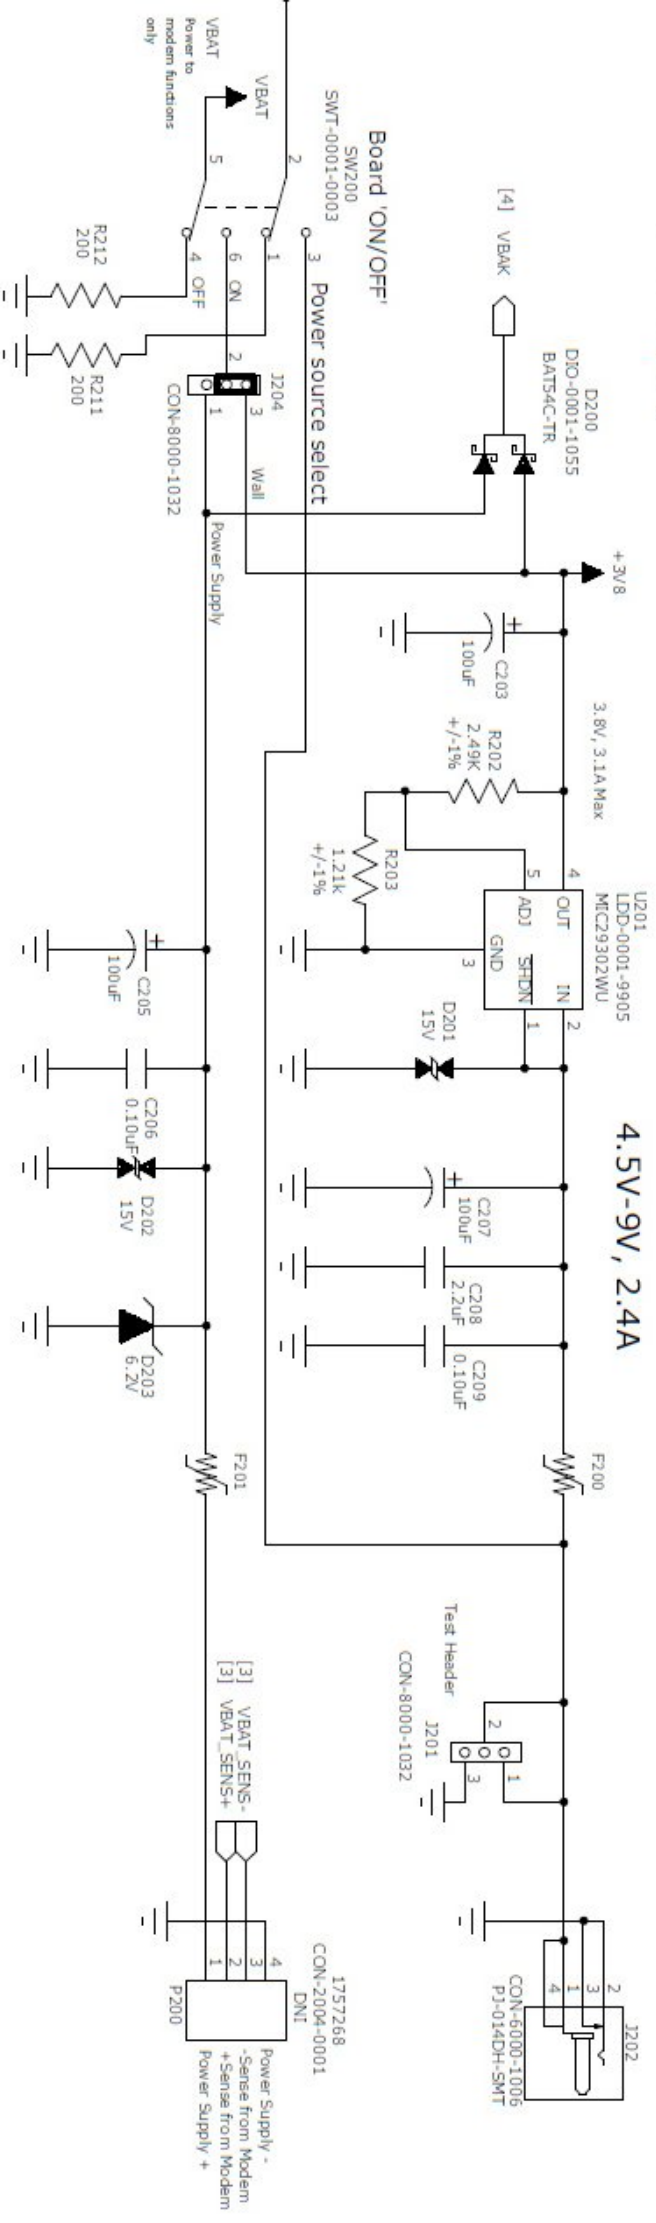 4.5V-9V, 2.4A
J202
CON-6000-1006
PJ-014DH-SMT
2
3
1
4
F200
Test Header
J201
CON-8000-1032
2
1
3
U201
LDD-0001-9905
MIC29302WU
OUT
IN
ADJ
SHDN
GND
4
2
5
1
3
3.8V, 3.1A Max
+3V8
C203
100uF
+
R202
2.49K
+/-1%
R203
1.21k
+/-1%
D201
15V
C207
100uF
+
C208
2.2uF
C209
0.10uF
D200
DIO-0001-1055
BAT54C-TR
[4] VBAK
Board 'ON/OFF'
SW200
SWT-0001-0003
Power source select
2
3
1
VBAT
5
6 ON
4 OFF
VBAT
Power to
modem functions
only
R212
200
R211
200
J204
2
3
1
CON-8000-1032
Wall
Power Supply
C205
100uF
+
C206
0.10uF
D202
15V
D203
6.2V
F201
[3] VBAT_SENS-
[3] VBAT_SENS+
1757268
CON-2004-0001
DNI
4
3
2
1
P200
Power Supply -
-Sense from Modem
+Sense from Modem
Power Supply +